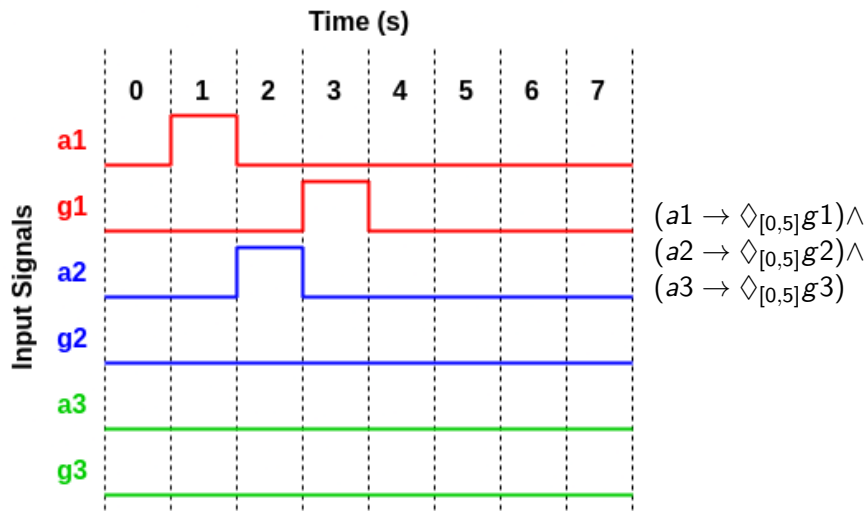 Time (s)
0 1 2 3 4 5 6 7
Input Signals
a1
g1
a2
g2
a3
g3
(a1 → ◊[0,5]g1)∧
(a2 → ◊[0,5]g2)∧
(a3 → ◊[0,5]g3)